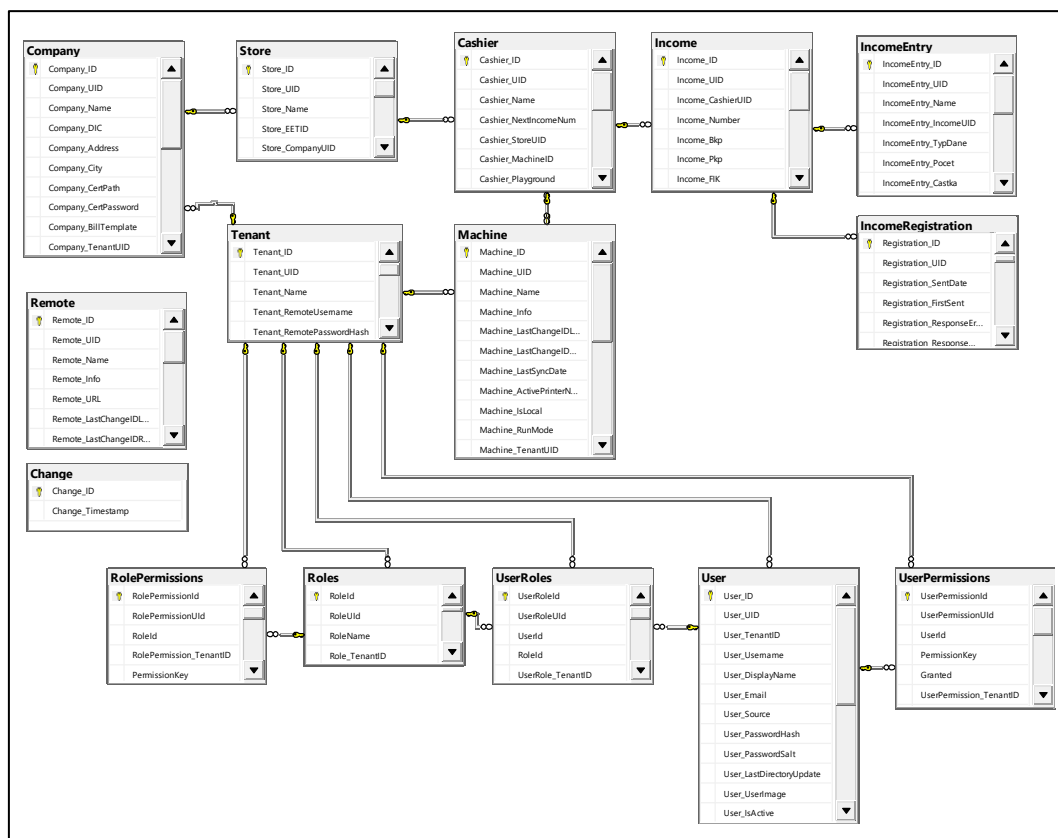 Company
Company_ID
Company_UID
Company_Name
Company_DIC
Company_Address
Company_City
Company_CertPath
Company_CertPassword
Company_BillTemplate
Company_TenantUID
Store
Store_ID
Store_UID
Store_Name
Store_EETID
Store_CompanyUID
Cashier
Cashier_ID
Cashier_UID
Cashier_Name
Cashier_NextIncomeNum
Cashier_StoreUID
Cashier_MachineID
Cashier_Playground
Income
Income_ID
Income_UID
Income_CashierUID
Income_Number
Income_Bkp
Income_Pkp
Income_FIK
IncomeEntry
IncomeEntry_ID
IncomeEntry_UID
IncomeEntry_Name
IncomeEntry_IncomeUID
IncomeEntry_TypDane
IncomeEntry_Pocet
IncomeEntry_Castka
Tenant
Tenant_ID
Tenant_UID
Tenant_Name
Tenant_RemoteUsername
Tenant_RemotePasswordHash
Machine
Machine_ID
Machine_UID
Machine_Name
Machine_Info
Machine_LastChangeIDL...
Machine_LastChangeID...
Machine_LastSyncDate
Machine_ActivePrinterN...
Machine_IsLocal
Machine_RunMode
Machine_TenantUID
IncomeRegistration
Registration_ID
Registration_UID
Registration_SentDate
Registration_FirstSent
Registration_ResponseEr...
Registration_Response...
Remote
Remote_ID
Remote_UID
Remote_Name
Remote_Info
Remote_URL
Remote_LastChangeIDL...
Remote_LastChangeIDR...
Change
Change_ID
Change_Timestamp
RolePermissions
RolePermissionId
RolePermissionUId
RoleId
RolePermission_TenantID
PermissionKey
Roles
RoleId
RoleUId
RoleName
Role_TenantID
UserRoles
UserRoleId
UserRoleUId
UserId
RoleId
UserRole_TenantID
User
User_ID
User_UID
User_TenantID
User_Username
User_DisplayName
User_Email
User_Source
User_PasswordHash
User_PasswordSalt
User_LastDirectoryUpdate
User_UserImage
User_IsActive
UserPermissions
UserPermissionId
UserPermissionUId
UserId
PermissionKey
Granted
UserPermission_TenantID